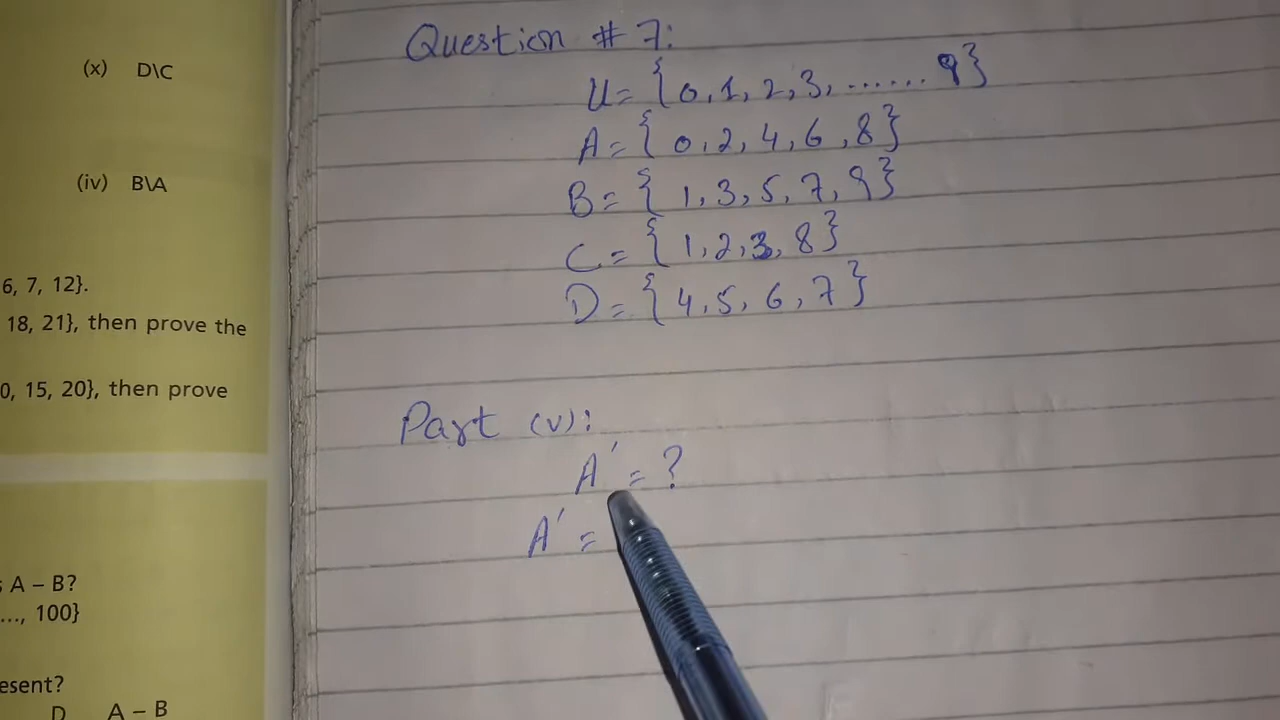 (x) D\C
(iv) B\A
6, 7, 12}.
18, 21}, then prove the
0, 15, 20}, then prove
A – B?
..., 100}
esent?
D A – B
Question # 7:
U = {0, 1, 2, 3, ....... 9}
A = {0, 2, 4, 6, 8}
B = {1, 3, 5, 7, 9}
C = {1, 2, 3, 8}
D = {4, 5, 6, 7}
Part (v):
A' = ?
A' =